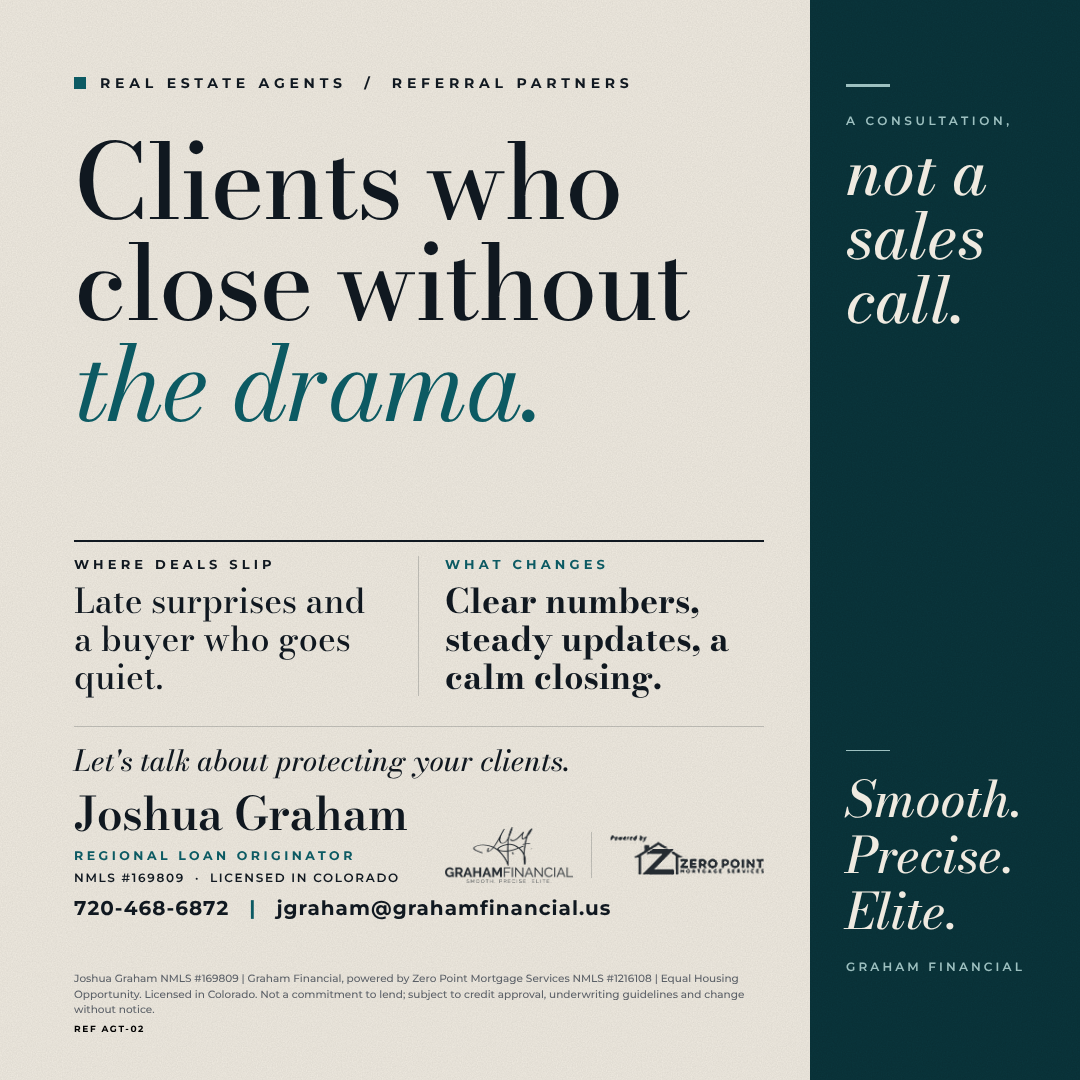 REAL ESTATE AGENTS / REFERRAL PARTNERS
Clients who
close without
the drama.
WHERE DEALS SLIP
Late surprises and
a buyer who goes
quiet.
WHAT CHANGES
Clear numbers,
steady updates, a
calm closing.
Let's talk about protecting your clients.
Joshua Graham
REGIONAL LOAN ORIGINATOR
NMLS #169809 · LICENSED IN COLORADO
720-468-6872 | jgraham@grahamfinancial.us
GRAHAMFINANCIAL
SMOOTH. PRECISE. ELITE.
Powered by
ZERO POINT
MORTGAGE SERVICES
Joshua Graham NMLS #169809 | Graham Financial, powered by Zero Point Mortgage Services NMLS #1216108 | Equal Housing
Opportunity. Licensed in Colorado. Not a commitment to lend; subject to credit approval, underwriting guidelines and change
without notice.
REF AGT-02
A CONSULTATION,
not a
sales
call.
Smooth.
Precise.
Elite.
GRAHAM FINANCIAL